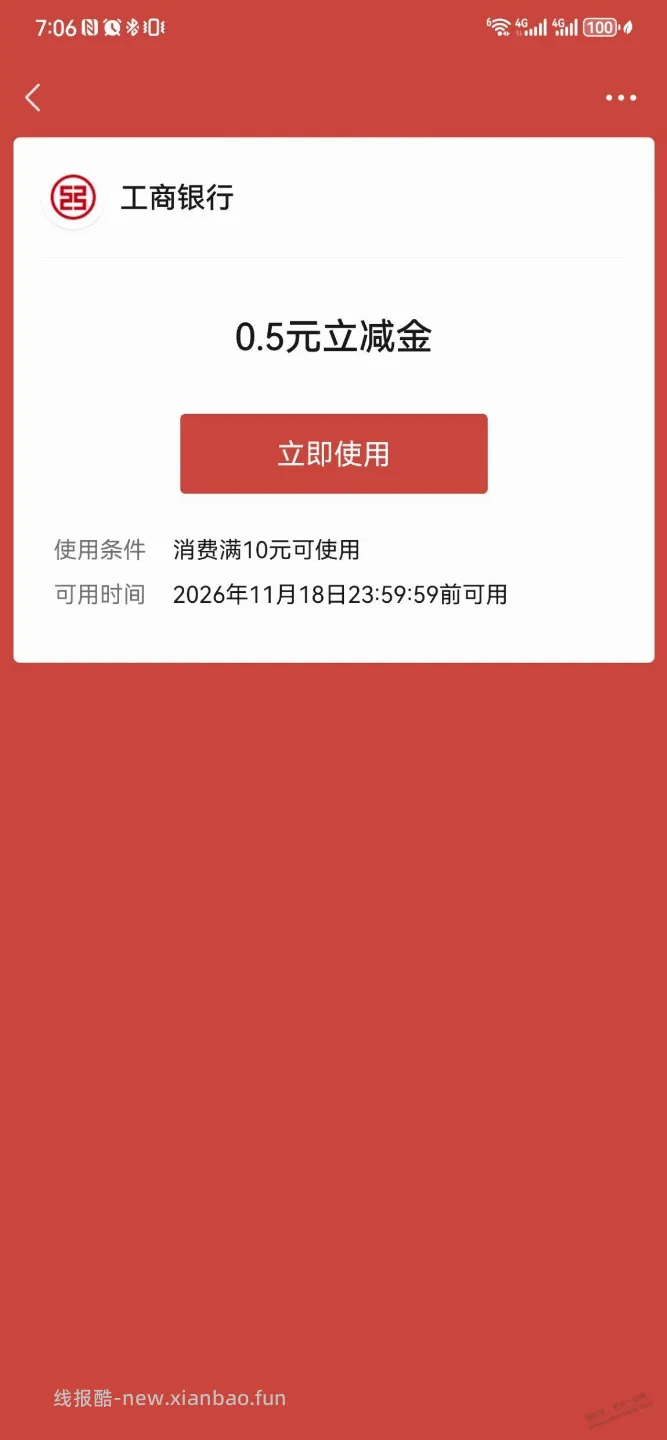 7:06
6 4G 4G 100
工商银行
0.5元立减金
立即使用
使用条件 消费满10元可使用
可用时间 2026年11月18日23:59:59前可用
线报酷-new.xianbao.fun